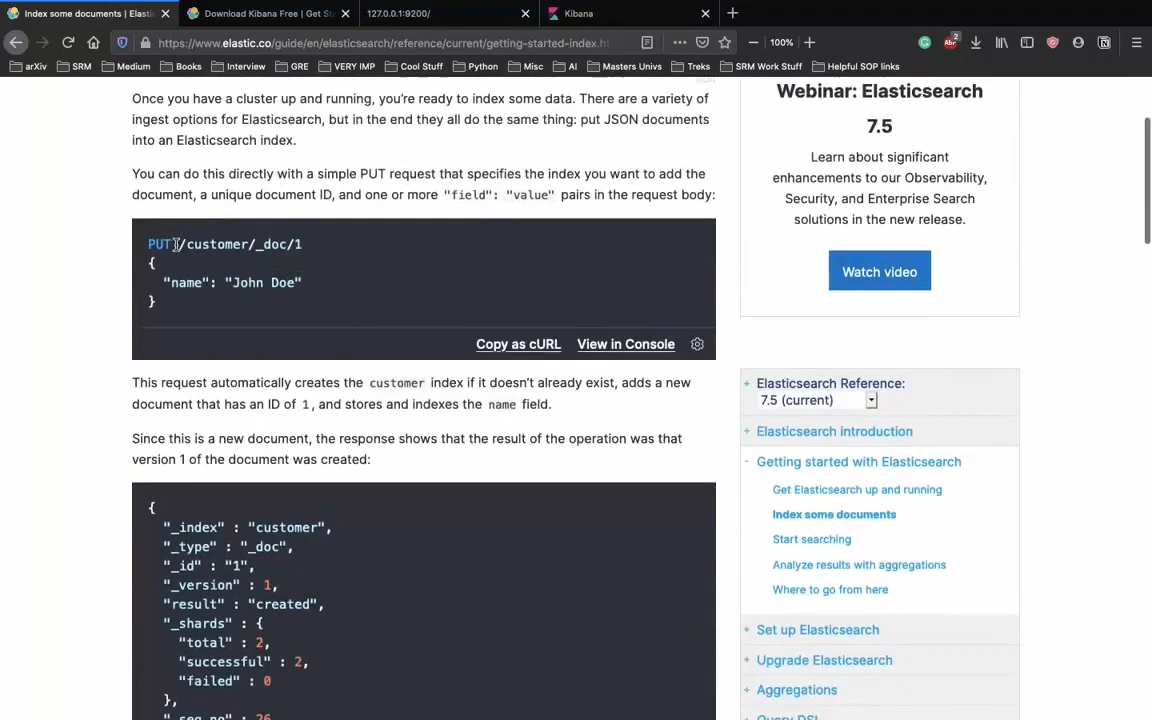 Index some documents | Elastic
Download Kibana Free | Get St
127.0.0.1:9200/
Kibana
https://www.elastic.co/guide/en/elasticsearch/reference/current/getting-started-index.h
100%
2
arXiv SRM Medium Books Interview GRE VERY IMP Cool Stuff Python Misc AI Masters Univs Treks SRM Work Stuff Helpful SOP links
Once you have a cluster up and running, you're ready to index some data. There are a variety of
ingest options for Elasticsearch, but in the end they all do the same thing: put JSON documents
into an Elasticsearch index.
You can do this directly with a simple PUT request that specifies the index you want to add the
document, a unique document ID, and one or more "field": "value" pairs in the request body:
PUT /customer/_doc/1
{
"name": "John Doe"
}
Copy as cURL View in Console
This request automatically creates the customer index if it doesn't already exist, adds a new
document that has an ID of 1, and stores and indexes the name field.
Since this is a new document, the response shows that the result of the operation was that
version 1 of the document was created:
{
"_index" : "customer",
"_type" : "_doc",
"_id" : "1",
"_version" : 1,
"result" : "created",
"_shards" : {
"total" : 2,
"successful" : 2,
"failed" : 0
},
"_seq_no" : 26
Webinar: Elasticsearch
7.5
Learn about significant
enhancements to our Observability,
Security, and Enterprise Search
solutions in the new release.
Watch video
Elasticsearch Reference:
7.5 (current)
Elasticsearch introduction
Getting started with Elasticsearch
Get Elasticsearch up and running
Index some documents
Start searching
Analyze results with aggregations
Where to go from here
Set up Elasticsearch
Upgrade Elasticsearch
Aggregations
Query DSL